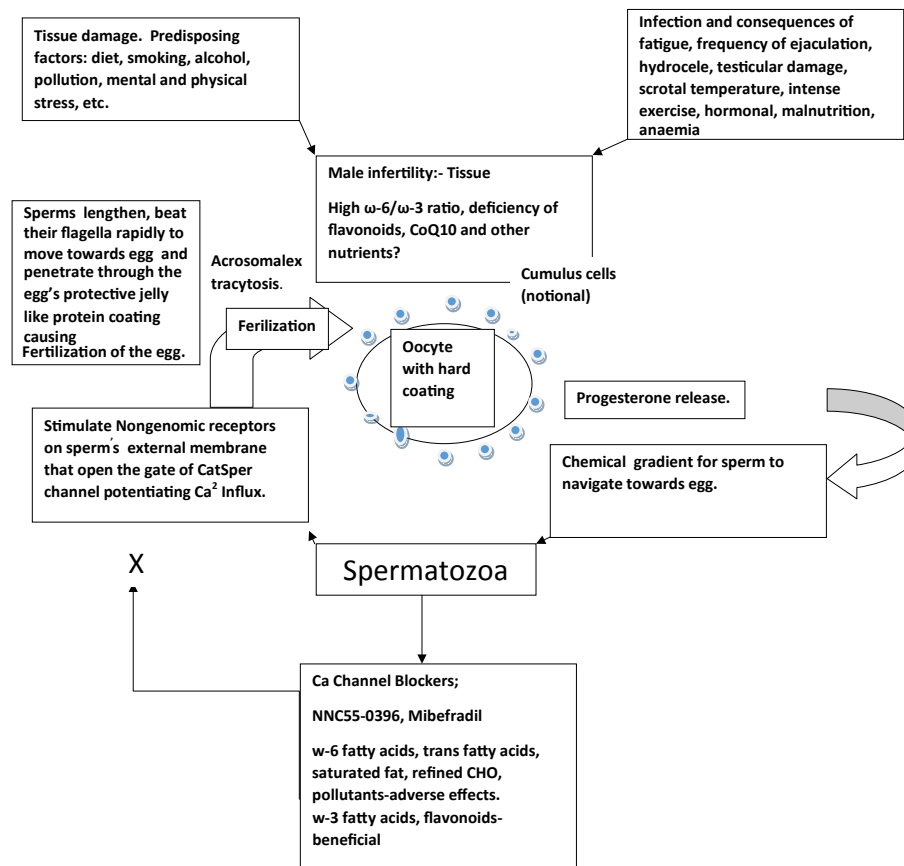 Tissue damage. Predisposing
factors: diet, smoking, alcohol,
pollution, mental and physical
stress, etc.
Infection and consequences of
fatigue, frequency of ejaculation,
hydrocele, testicular damage,
scrotal temperature, intense
exercise, hormonal, malnutrition,
anaemia
Male infertility:- Tissue
High ω-6/ω-3 ratio, deficiency of
flavonoids, CoQ10 and other
nutrients?
Sperms lengthen, beat
their flagella rapidly to
move towards egg and
penetrate through the
egg's protective jelly
like protein coating
causing
Fertilization of the egg.
Acrosomalex
tracytosis.
Cumulus cells
(notional)
Ferilization
Oocyte
with hard
coating
Progesterone release.
Stimulate Nongenomic receptors
on sperm's external membrane
that open the gate of CatSper
channel potentiating Ca² Influx.
Chemical gradient for sperm to
navigate towards egg.
X
Spermatozoa
Ca Channel Blockers;
NNC55-0396, Mibefradil
w-6 fatty acids, trans fatty acids,
saturated fat, refined CHO,
pollutants-adverse effects.
w-3 fatty acids, flavonoids-
beneficial